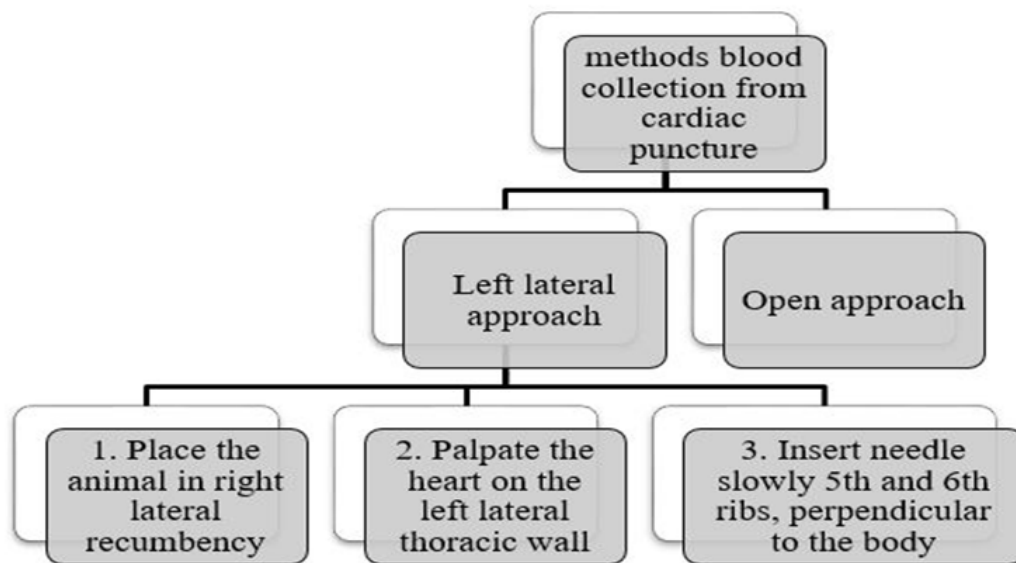 methods blood
collection from
cardiac
puncture
Left lateral
approach
Open approach
1. Place the
animal in right
lateral
recumbency
2. Palpate the
heart on the
left lateral
thoracic wall
3. Insert needle
slowly 5th and 6th
ribs, perpendicular
to the body